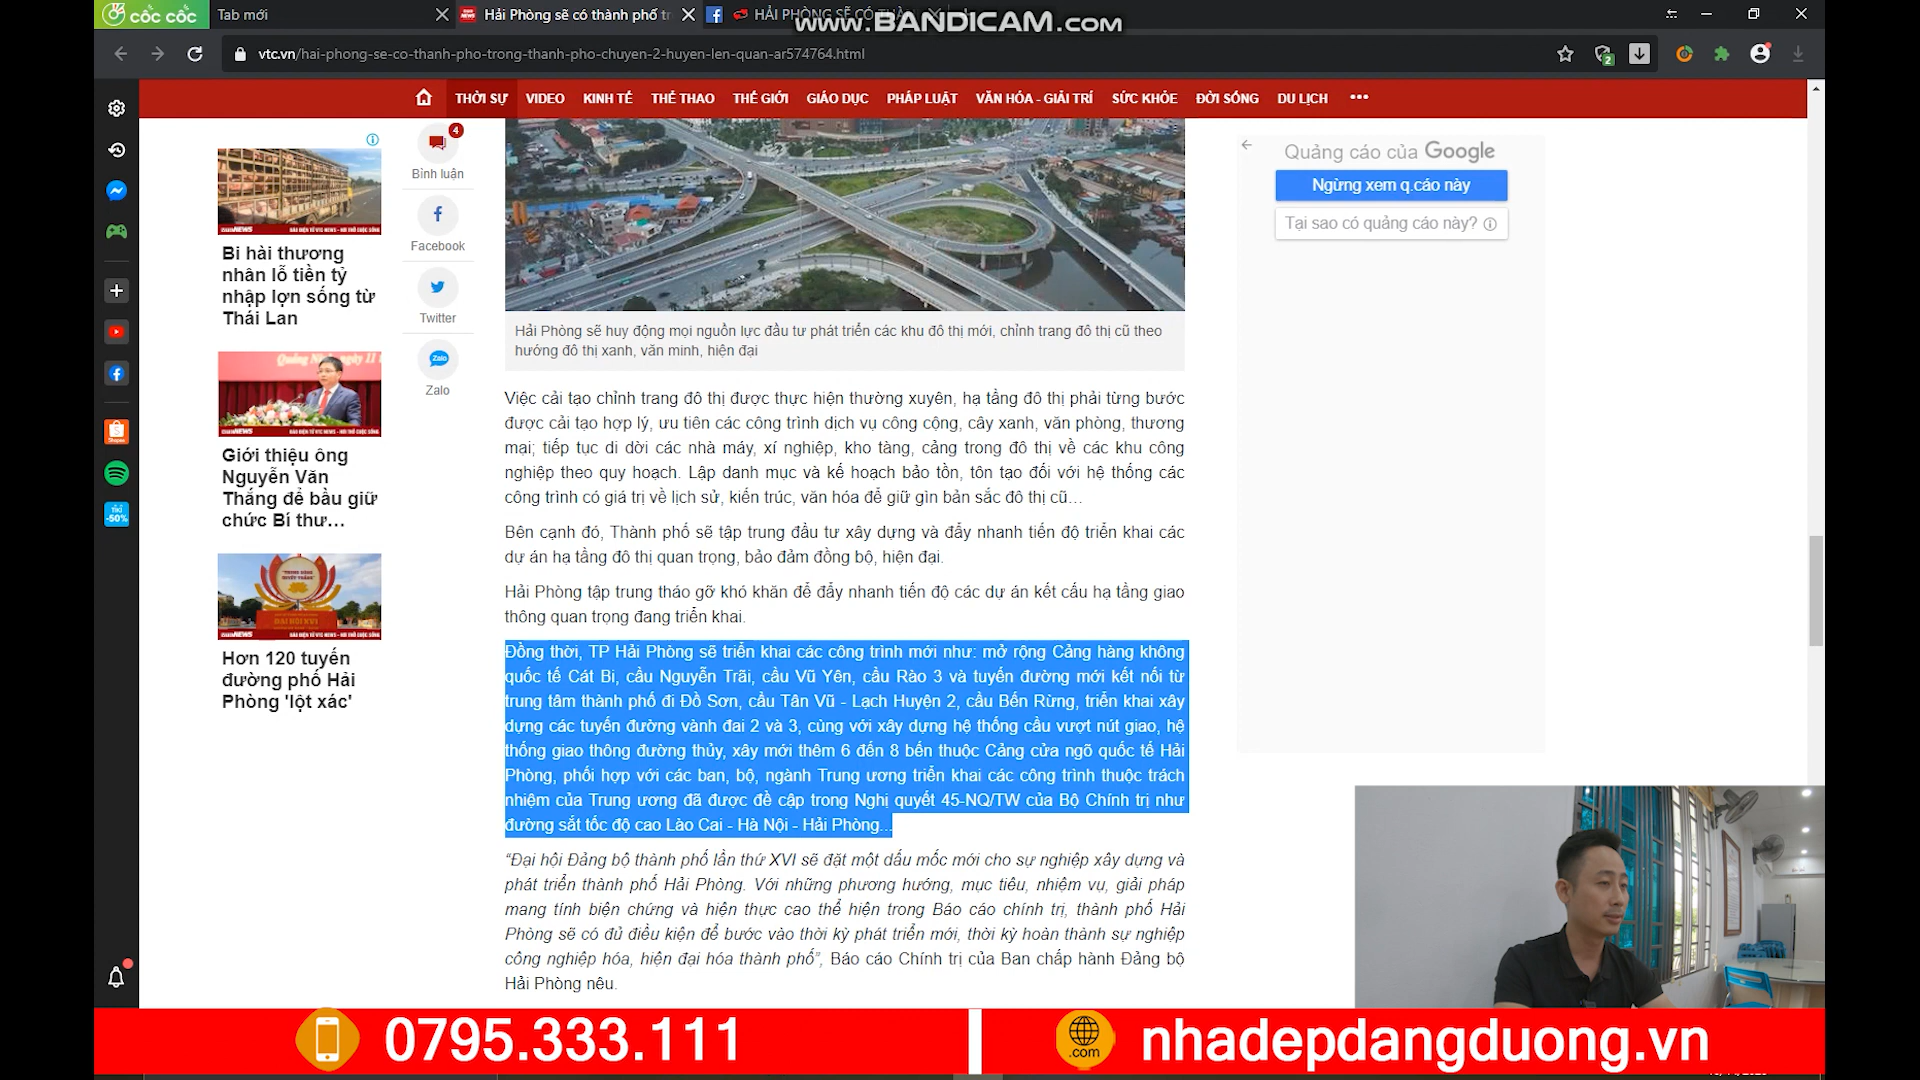 cốc cốc
Tab mới
Hải Phòng sẽ có thành phố tr
HẢI PHÒNG SẼ CÓ THÀ
www.BANDICAM.com
vtc.vn/hai-phong-se-co-thanh-pho-trong-thanh-pho-chuyen-2-huyen-len-quan-ar574764.html
2
THỜI SỰ VIDEO KINH TẾ THỂ THAO THẾ GIỚI GIÁO DỤC PHÁP LUẬT VĂN HÓA - GIẢI TRÍ SỨC KHỎE ĐỜI SỐNG DU LỊCH •••
Bi hài thương
nhân lỗ tiền tỷ
nhập lợn sống từ
Thái Lan
Giới thiệu ông
Nguyễn Văn
Thắng để bầu giữ
chức Bí thư...
Hơn 120 tuyến
đường phố Hải
Phòng 'lột xác'
4
Bình luận
Facebook
Twitter
Zalo
Zalo
Hải Phòng sẽ huy động mọi nguồn lực đầu tư phát triển các khu đô thị mới, chỉnh trang đô thị cũ theo
hướng đô thị xanh, văn minh, hiện đại
Việc cải tạo chỉnh trang đô thị được thực hiện thường xuyên, hạ tầng đô thị phải từng bước
được cải tạo hợp lý, ưu tiên các công trình dịch vụ công cộng, cây xanh, văn phòng, thương
mại; tiếp tục di dời các nhà máy, xí nghiệp, kho tàng, cảng trong đô thị về các khu công
nghiệp theo quy hoạch. Lập danh mục và kế hoạch bảo tồn, tôn tạo đối với hệ thống các
công trình có giá trị về lịch sử, kiến trúc, văn hóa để giữ gìn bản sắc đô thị cũ…
Bên cạnh đó, Thành phố sẽ tập trung đầu tư xây dựng và đẩy nhanh tiến độ triển khai các
dự án hạ tầng đô thị quan trọng, bảo đảm đồng bộ, hiện đại.
Hải Phòng tập trung tháo gỡ khó khăn để đẩy nhanh tiến độ các dự án kết cấu hạ tầng giao
thông quan trọng đang triển khai.
Đồng thời, TP Hải Phòng sẽ triển khai các công trình mới như: mở rộng Cảng hàng không
quốc tế Cát Bi, cầu Nguyễn Trãi, cầu Vũ Yên, cầu Rào 3 và tuyến đường mới kết nối từ
trung tâm thành phố đi Đồ Sơn, cầu Tân Vũ - Lạch Huyện 2, cầu Bến Rừng, triển khai xây
dựng các tuyến đường vành đai 2 và 3, cùng với xây dựng hệ thống cầu vượt nút giao, hệ
thống giao thông đường thủy, xây mới thêm 6 đến 8 bến thuộc Cảng cửa ngõ quốc tế Hải
Phòng, phối hợp với các ban, bộ, ngành Trung ương triển khai các công trình thuộc trách
nhiệm của Trung ương đã được đề cập trong Nghị quyết 45-NQ/TW của Bộ Chính trị như
đường sắt tốc độ cao Lào Cai - Hà Nội - Hải Phòng...
“Đại hội Đảng bộ thành phố lần thứ XVI sẽ đặt một dấu mốc mới cho sự nghiệp xây dựng và
phát triển thành phố Hải Phòng. Với những phương hướng, mục tiêu, nhiệm vụ, giải pháp
mang tính biện chứng và hiện thực cao thể hiện trong Báo cáo chính trị, thành phố Hải
Phòng sẽ có đủ điều kiện để bước vào thời kỳ phát triển mới, thời kỳ hoàn thành sự nghiệp
công nghiệp hóa, hiện đại hóa thành phố”, Báo cáo Chính trị của Ban chấp hành Đảng bộ
Hải Phòng nêu.
Quảng cáo của Google
Ngừng xem q.cáo này
Tại sao có quảng cáo này?
0795.333.111
.com
nhadepdangduong.vn